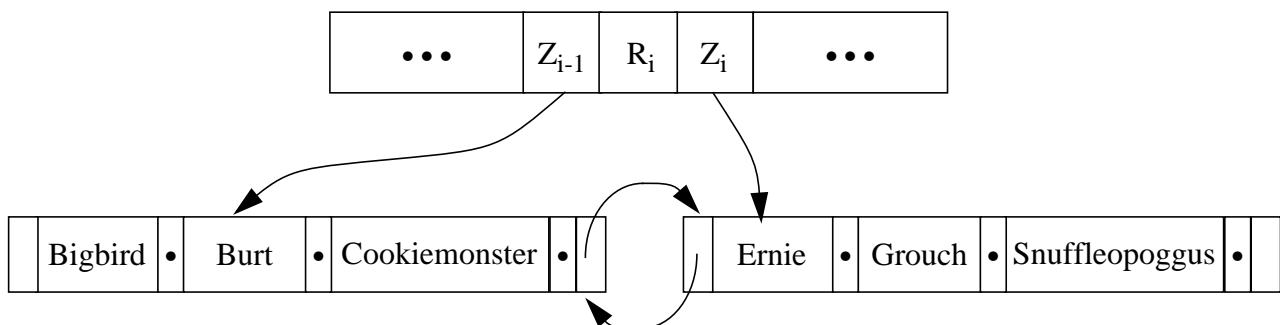 ••• Z_{i-1} R_i Z_i •••
Bigbird • Burt • Cookiemonster • Ernie • Grouch • Snuffleopoggus •